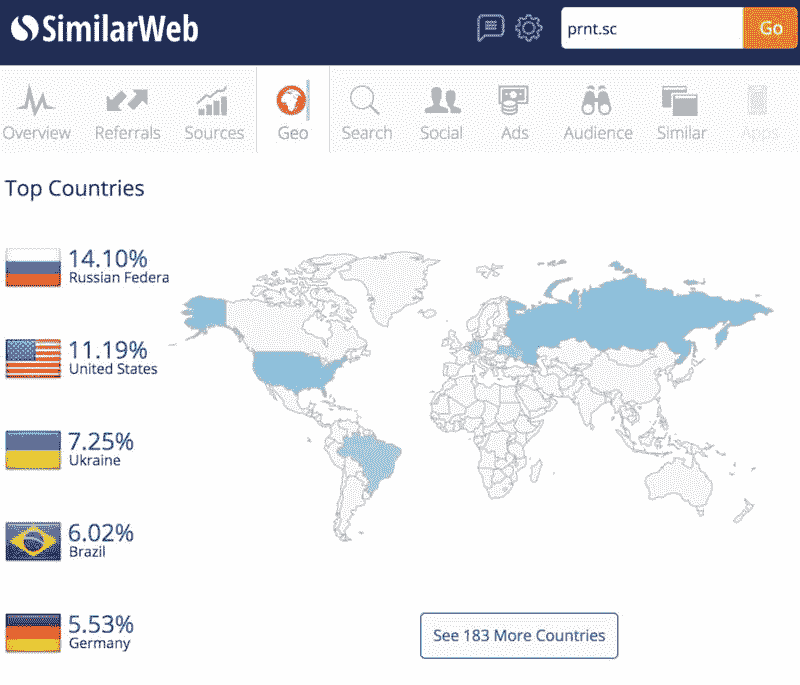 SimilarWeb
prnt.sc
Go
Overview
Referrals
Sources
Geo
Search
Social
Ads
Audience
Similar
Apps
Top Countries
14.10%
Russian Federa
11.19%
United States
7.25%
Ukraine
6.02%
Brazil
5.53%
Germany
See 183 More Countries